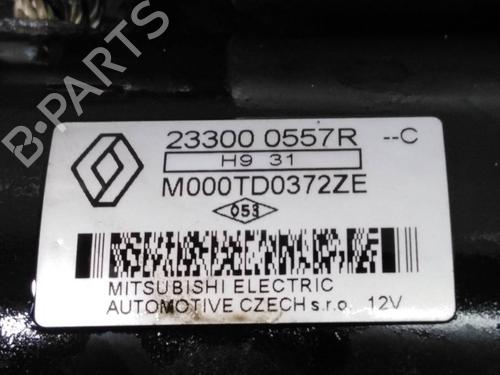 B-PARTS
23300 0557R --C
H9 31
M000TD0372ZE
053
MITSUBISHI ELECTRIC
AUTOMOTIVE CZECH s.r.o. 12V